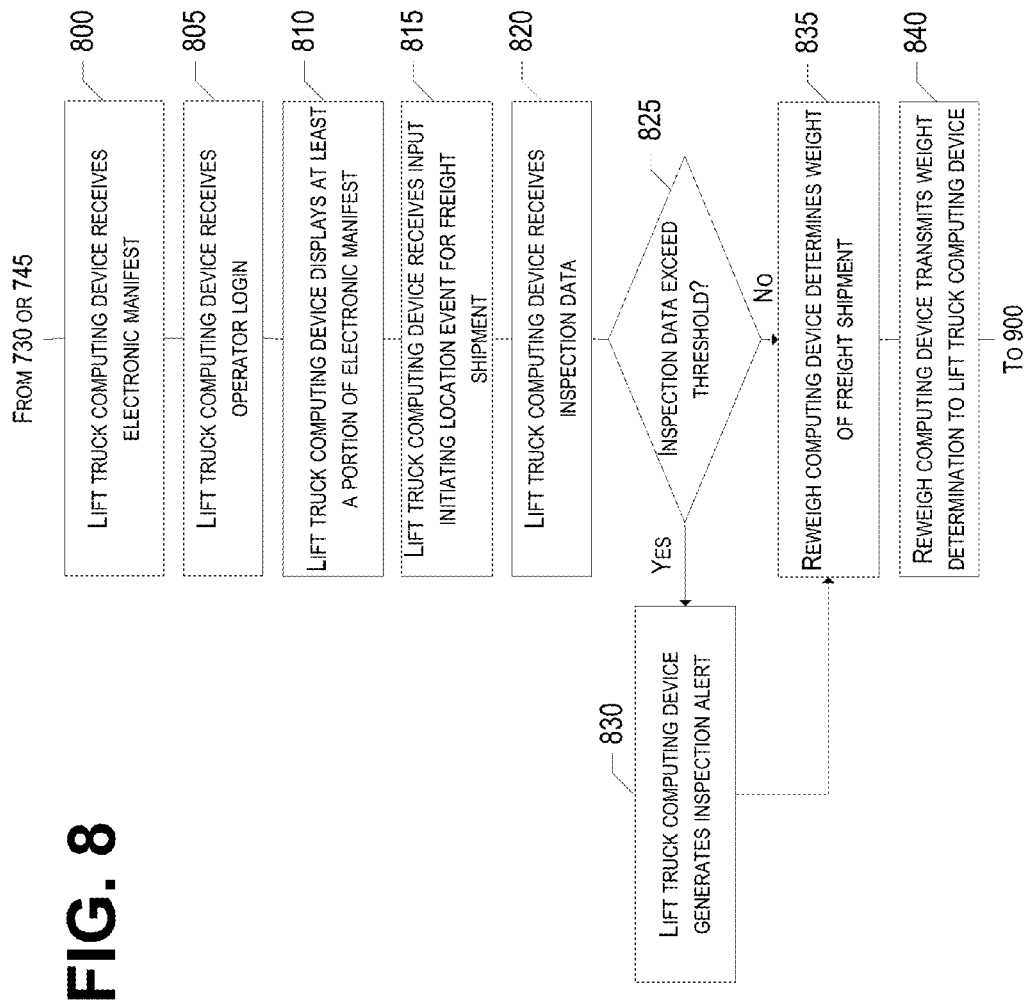 FIG. 8
FROM 730 OR 745
LIFT TRUCK COMPUTING DEVICE RECEIVES
ELECTRONIC MANIFEST
800
LIFT TRUCK COMPUTING DEVICE RECEIVES
OPERATOR LOGIN
805
LIFT TRUCK COMPUTING DEVICE DISPLAYS AT LEAST
A PORTION OF ELECTRONIC MANIFEST
810
LIFT TRUCK COMPUTING DEVICE RECEIVES INPUT
INITIATING LOCATION EVENT FOR FREIGHT
SHIPMENT
815
LIFT TRUCK COMPUTING DEVICE RECEIVES
INSPECTION DATA
820
INSPECTION DATA EXCEED
THRESHOLD?
825
YES
NO
LIFT TRUCK COMPUTING DEVICE
GENERATES INSPECTION ALERT
830
REWEIGH COMPUTING DEVICE DETERMINES WEIGHT
OF FREIGHT SHIPMENT
835
REWEIGH COMPUTING DEVICE TRANSMITS WEIGHT
DETERMINATION TO LIFT TRUCK COMPUTING DEVICE
840
TO 900